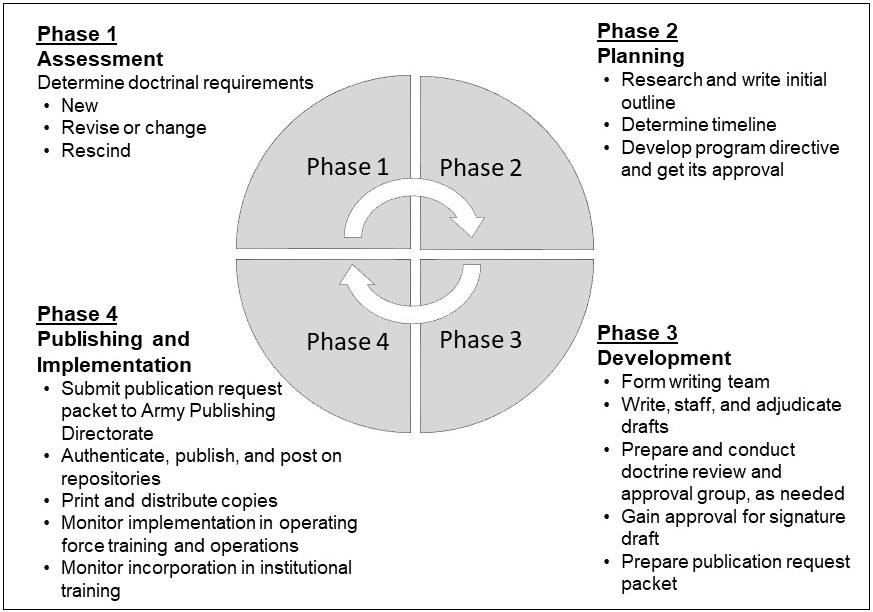 Phase 1
Assessment
Determine doctrinal requirements
• New
• Revise or change
• Rescind
Phase 2
Planning
• Research and write initial
outline
• Determine timeline
• Develop program directive
and get its approval
Phase 1
Phase 2
Phase 4
Phase 3
Phase 4
Publishing and
Implementation
• Submit publication request
packet to Army Publishing
Directorate
• Authenticate, publish, and post on
repositories
• Print and distribute copies
• Monitor implementation in operating
force training and operations
• Monitor incorporation in institutional
training
Phase 3
Development
• Form writing team
• Write, staff, and adjudicate
drafts
• Prepare and conduct
doctrine review and
approval group, as needed
• Gain approval for signature
draft
• Prepare publication request
packet